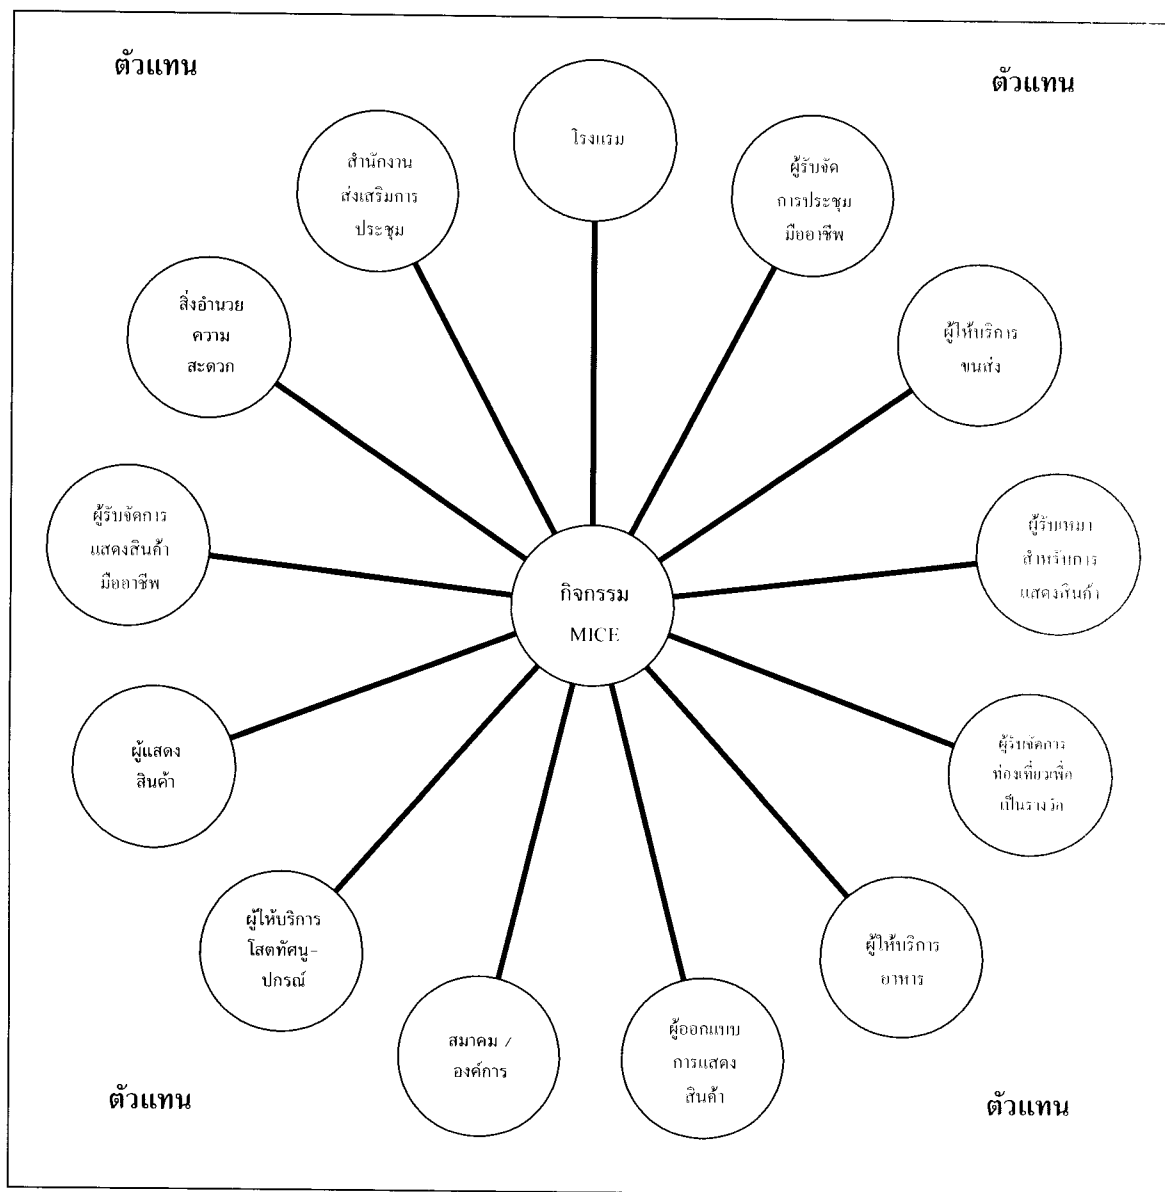 ตัวแทน
ตัวแทน
โรงแรม
สำนักงาน
ส่งเสริมการ
ประชุม
ผู้รับจัด
การประชุม
มืออาชีพ
สิ่งอำนวย
ความ
สะดวก
ผู้ให้บริการ
ขนส่ง
ผู้รับจัดการ
แสดงสินค้า
มืออาชีพ
ผู้รับเหมา
สำหรับการ
แสดงสินค้า
กิจกรรม
MICE
ผู้แสดง
สินค้า
ผู้รับจัดการ
ท่องเที่ยวเพื่อ
เป็นรางวัล
ผู้ให้บริการ
โสตทัศนู-
ปกรณ์
ผู้ให้บริการ
อาหาร
สมาคม /
องค์การ
ผู้ออกแบบ
การแสดง
สินค้า
ตัวแทน
ตัวแทน